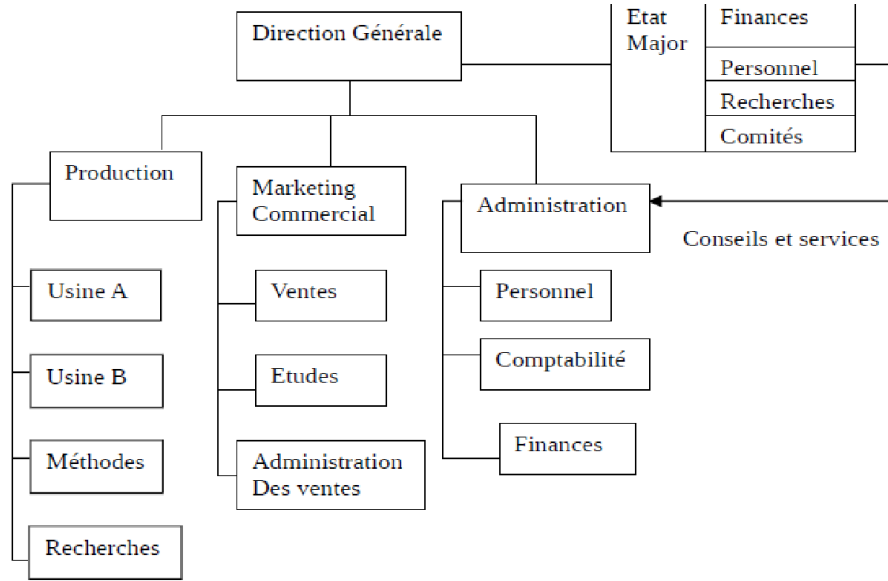 Direction Générale
Etat
Major
Finances
Personnel
Recherches
Comités
Production
Marketing
Commercial
Administration
Conseils et services
Usine A
Ventes
Personnel
Usine B
Etudes
Comptabilité
Méthodes
Administration
Des ventes
Finances
Recherches